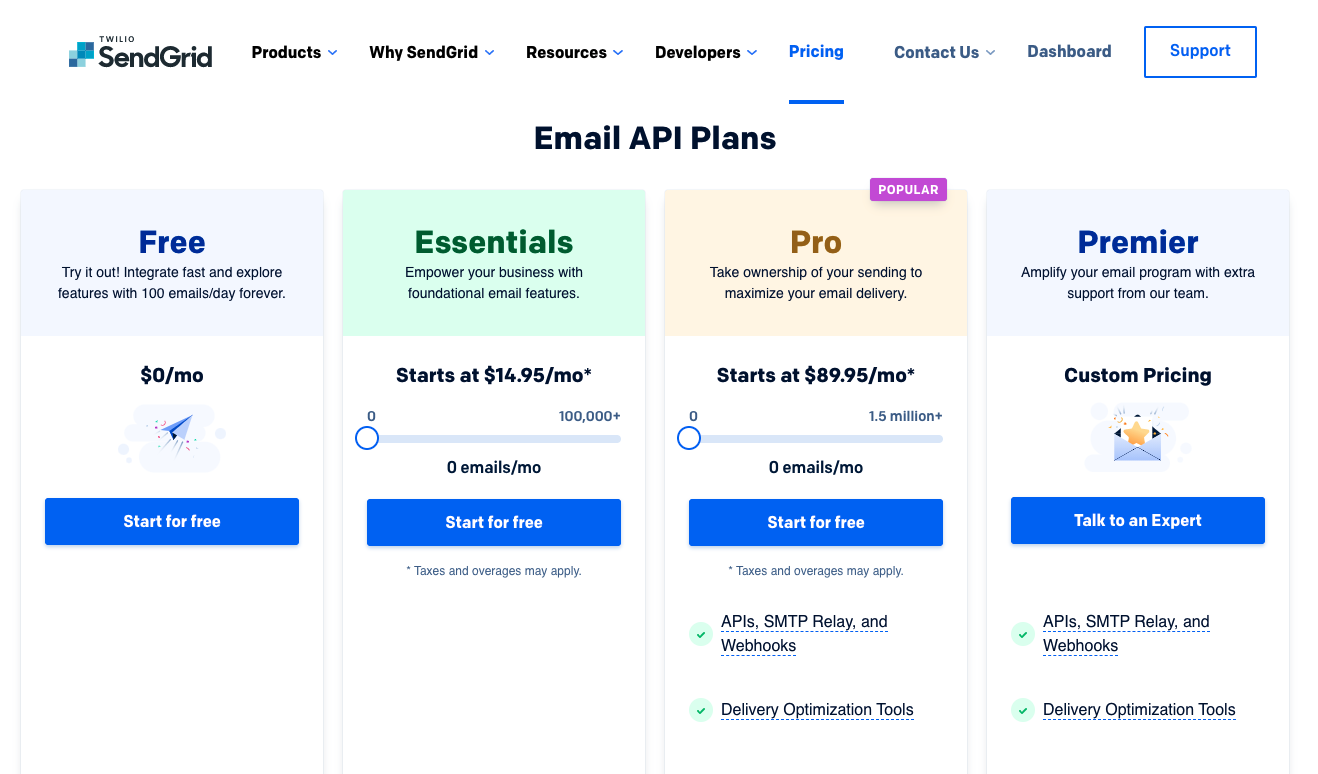 TWILIO
SendGrid
Products
Why SendGrid
Resources
Developers
Pricing
Contact Us
Dashboard
Support
Email API Plans
Free
Try it out! Integrate fast and explore
features with 100 emails/day forever.
$0/mo
Start for free
Essentials
Empower your business with
foundational email features.
Starts at $14.95/mo*
0
100,000+
0 emails/mo
Start for free
* Taxes and overages may apply.
POPULAR
Pro
Take ownership of your sending to
maximize your email delivery.
Starts at $89.95/mo*
0
1.5 million+
0 emails/mo
Start for free
* Taxes and overages may apply.
APIs, SMTP Relay, and
Webhooks
Delivery Optimization Tools
Premier
Amplify your email program with extra
support from our team.
Custom Pricing
Talk to an Expert
APIs, SMTP Relay, and
Webhooks
Delivery Optimization Tools